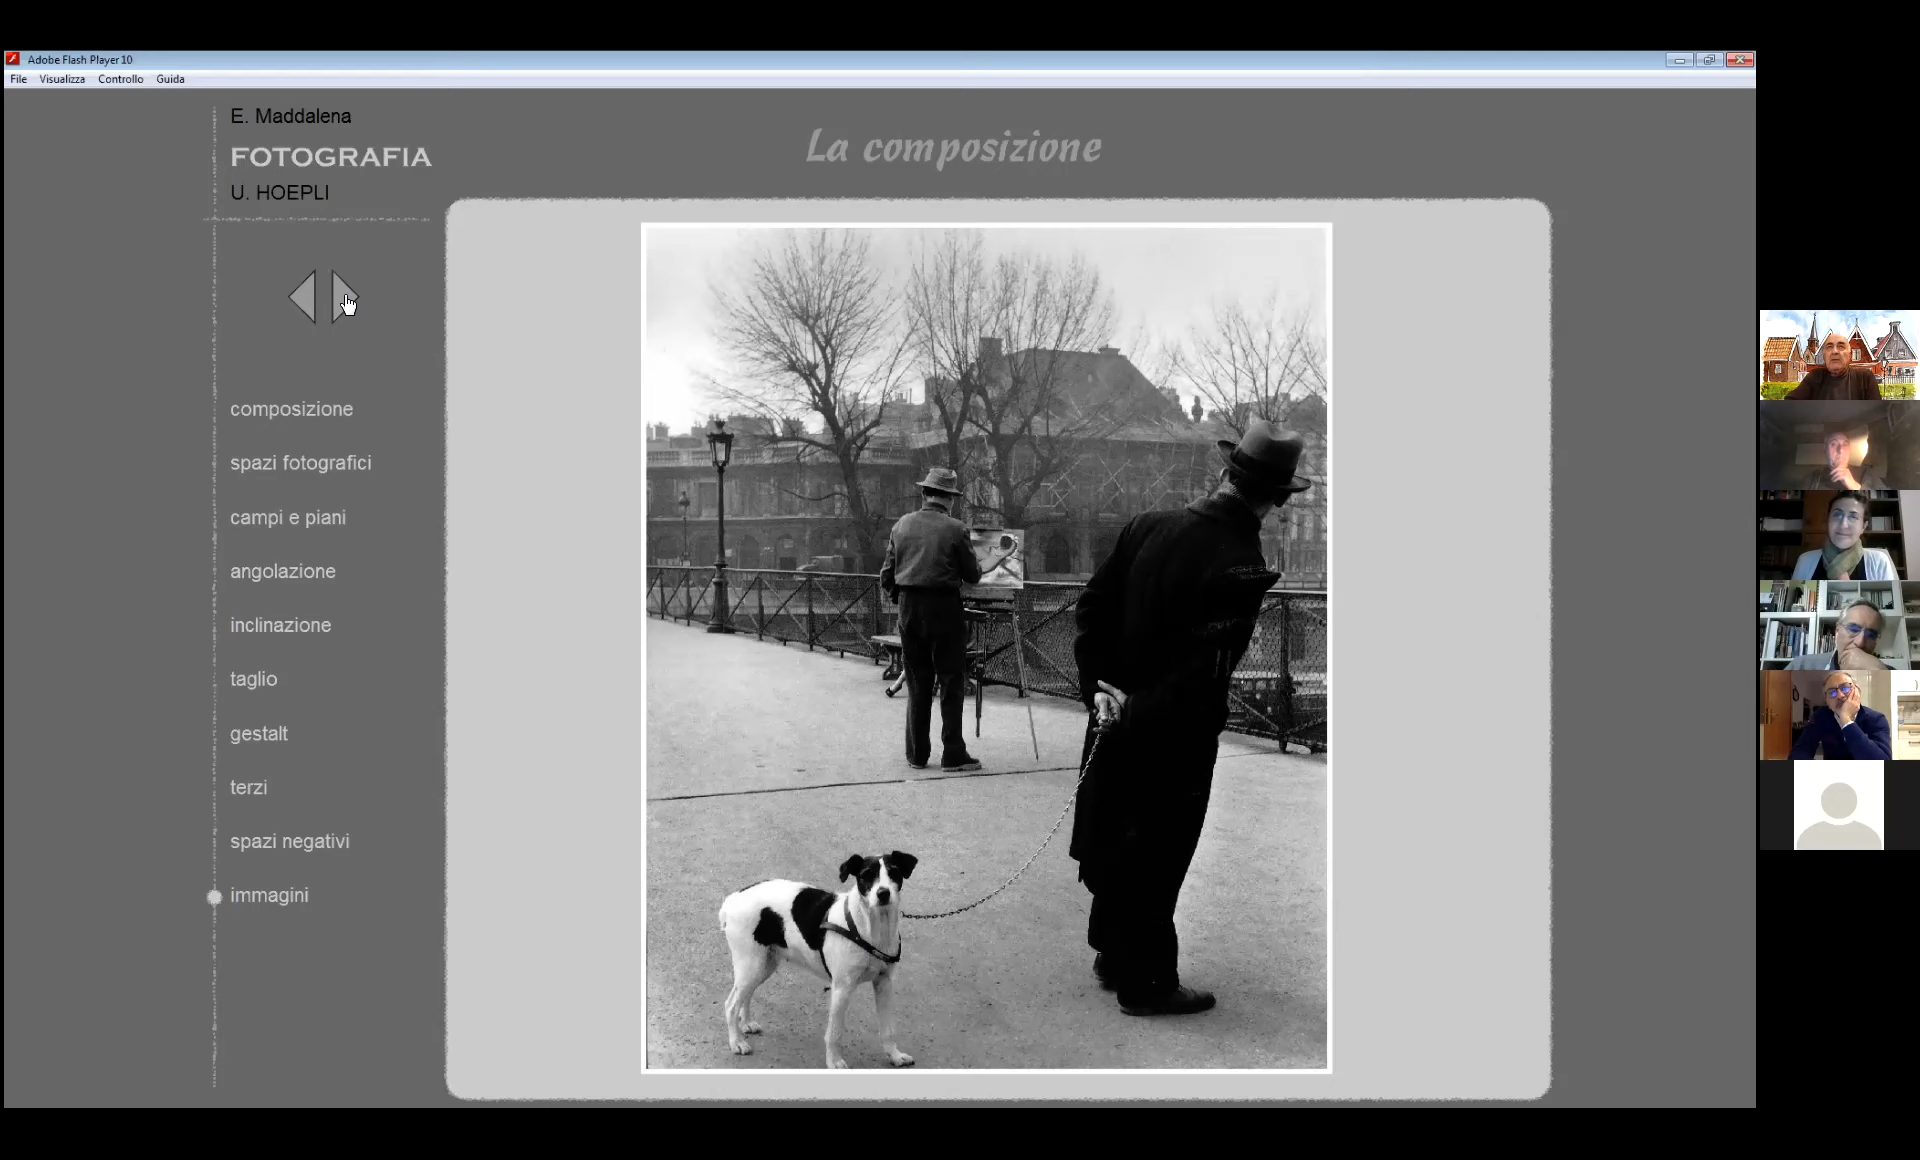 Adobe Flash Player 10
File Visualizza Controllo Guida
E. Maddalena
FOTOGRAFIA
U. HOEPLI
La composizione
composizione
spazi fotografici
campi e piani
angolazione
inclinazione
taglio
gestalt
terzi
spazi negativi
immagini